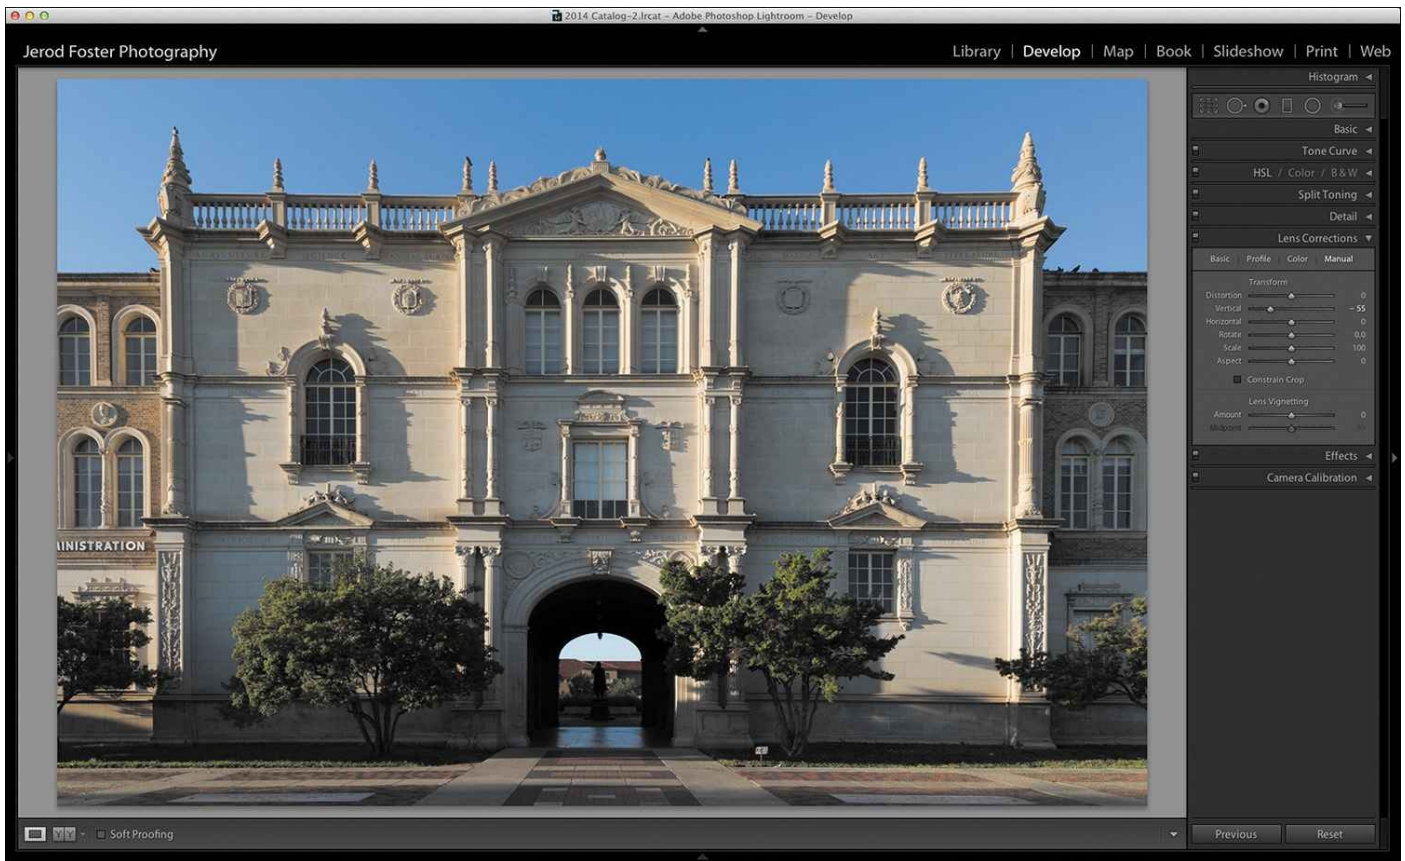 2014 Catalog-2.lrcat - Adobe Photoshop Lightroom - Develop
Jerod Foster Photography
Library | Develop | Map | Book | Slideshow | Print | Web
Histogram
Basic
Tone Curve
HSL / Color / B & W
Split Toning
Detail
Lens Corrections
Basic | Profile | Color | Manual
Transform
Distortion 0
Vertical - 55
Horizontal 0
Rotate 0.0
Scale 100
Aspect 0
Constrain Crop
Lens Vignetting
Amount 0
Midpoint
Effects
Camera Calibration
INISTRATION
Y Y
Soft Proofing
Previous
Reset